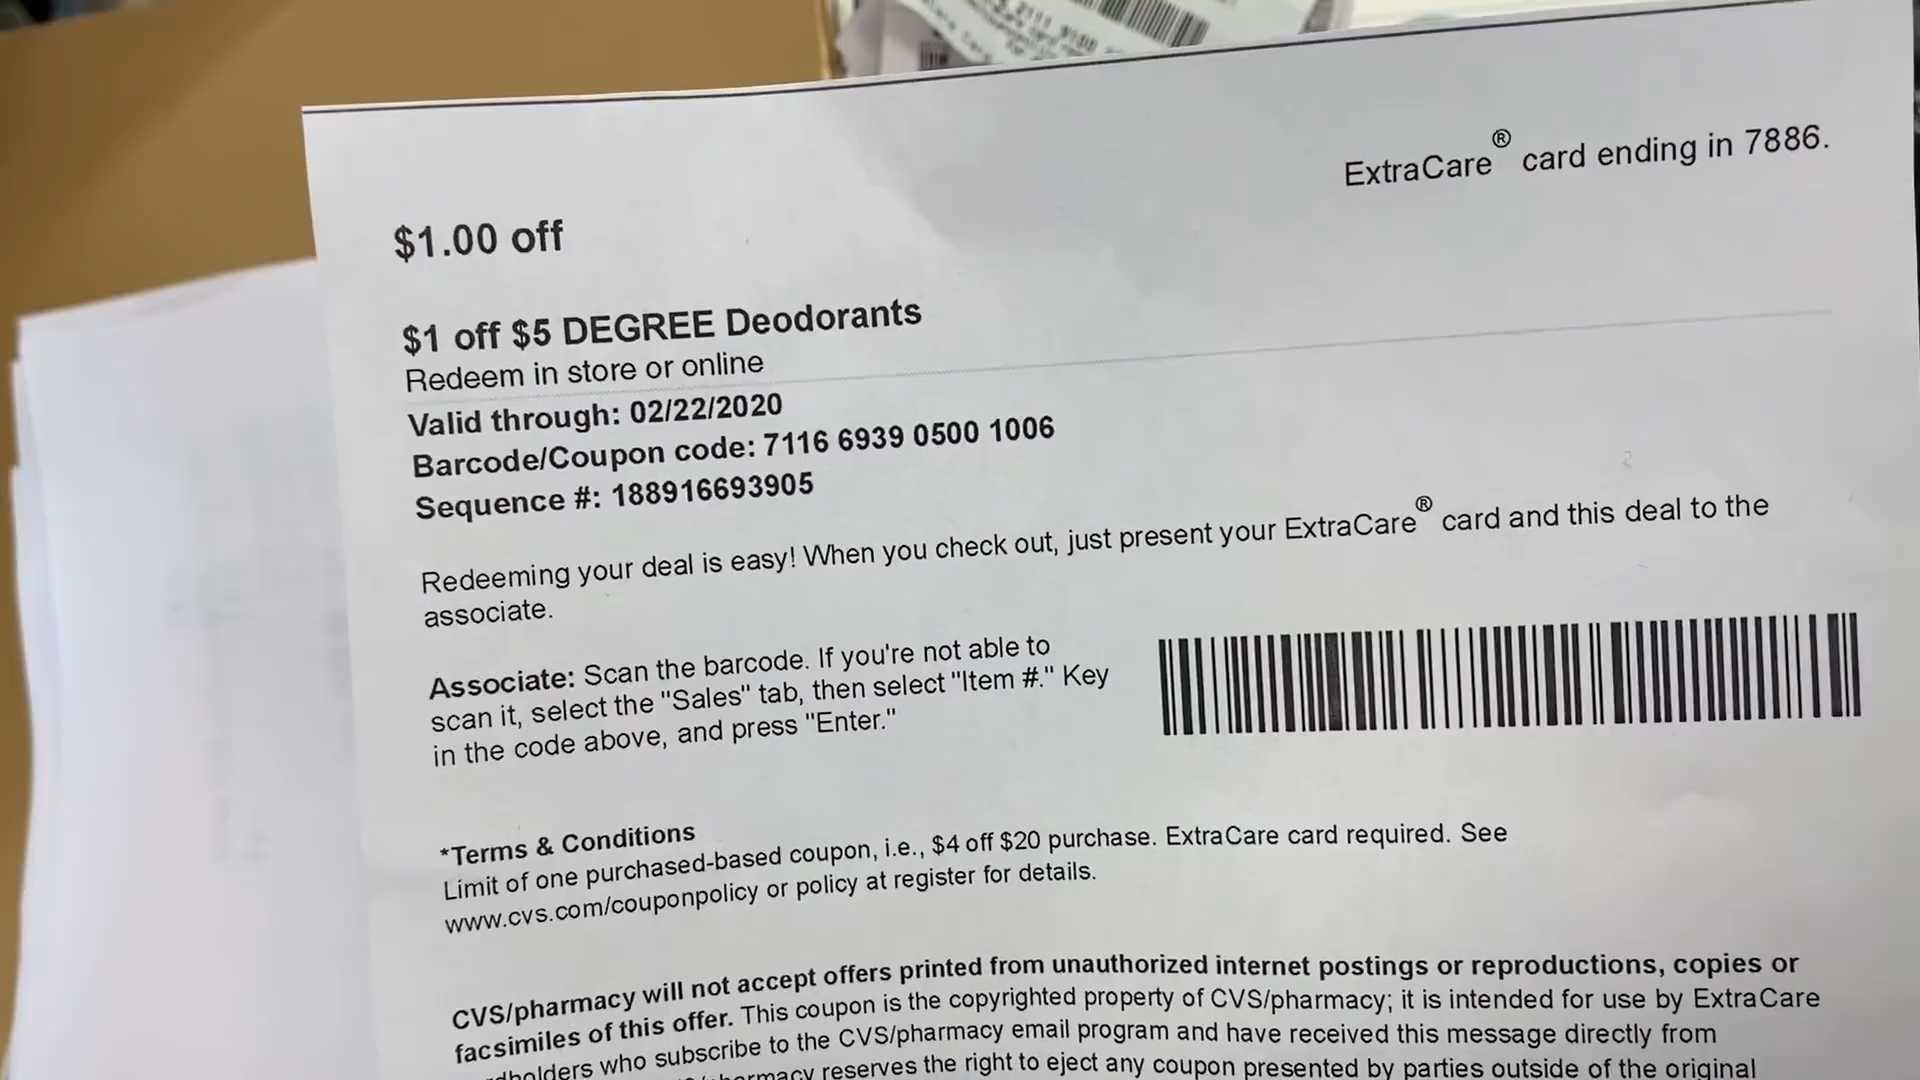 ExtraCare® card ending in 7886.
$1.00 off
$1 off $5 DEGREE Deodorants
Redeem in store or online
Valid through: 02/22/2020
Barcode/Coupon code: 7116 6939 0500 1006
Sequence #: 188916693905
Redeeming your deal is easy! When you check out, just present your ExtraCare® card and this deal to the
associate.
Associate: Scan the barcode. If you're not able to
scan it, select the "Sales" tab, then select "Item #." Key
in the code above, and press "Enter."
*Terms & Conditions
Limit of one purchased-based coupon, i.e., $4 off $20 purchase. ExtraCare card required. See
www.cvs.com/couponpolicy or policy at register for details.
CVS/pharmacy will not accept offers printed from unauthorized internet postings or reproductions, copies or
facsimiles of this offer. This coupon is the copyrighted property of CVS/pharmacy; it is intended for use by ExtraCare
who subscribe to the CVS/pharmacy email program and have received this message directly from
reserves the right to eject any coupon presented by parties outside of the original